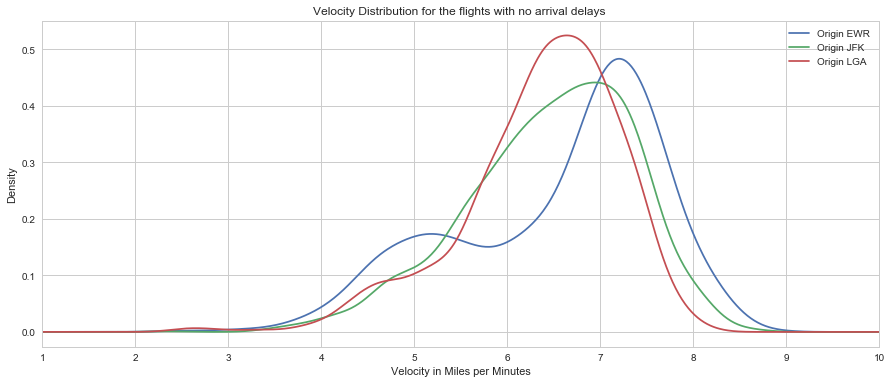 Velocity Distribution for the flights with no arrival delays
Origin EWR
Origin JFK
Origin LGA
0.5
0.4
0.3
0.2
0.1
0.0
Density
1 2 3 4 5 6 7 8 9 10
Velocity in Miles per Minutes